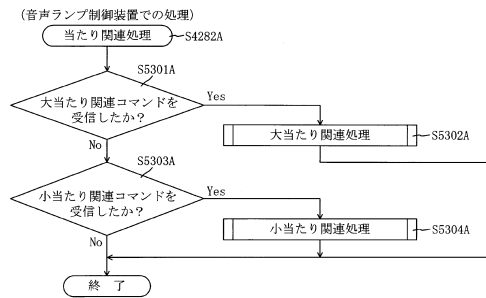 (音声ランプ制御装置での処理)
当たり関連処理
S4282A
S5301A
大当たり関連コマンドを
受信したか?
Yes
大当たり関連処理
S5302A
No
S5303A
小当たり関連コマンドを
受信したか?
Yes
小当たり関連処理
S5304A
No
終 了